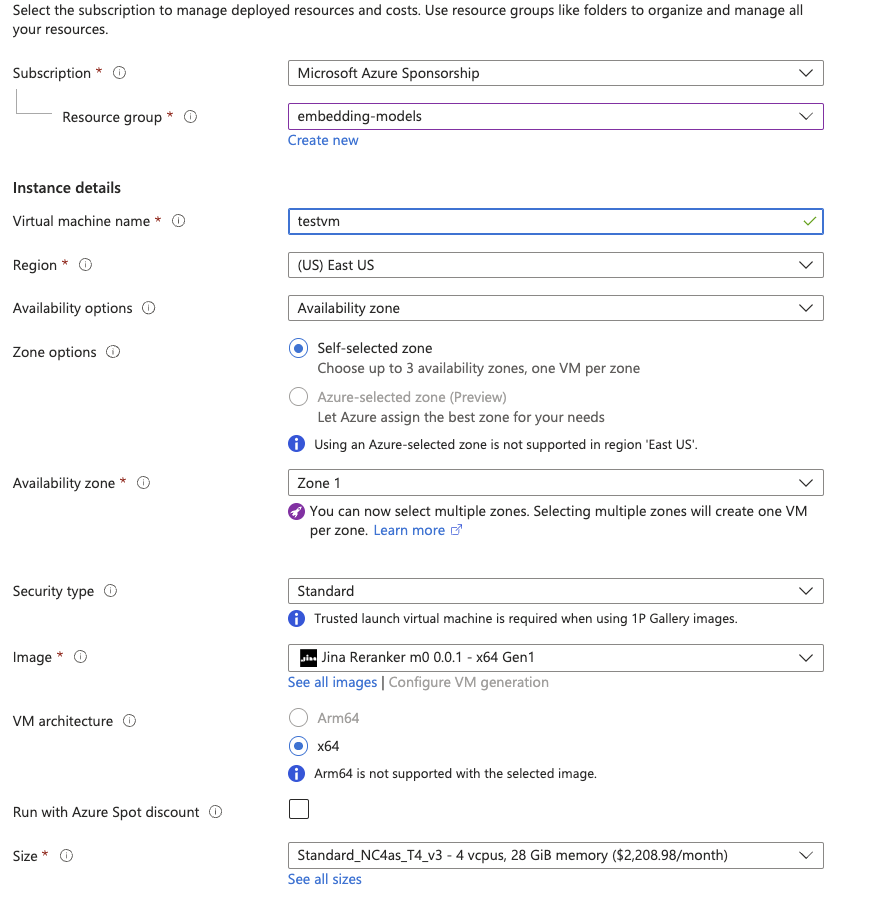 Select the subscription to manage deployed resources and costs. Use resource groups like folders to organize and manage all
your resources.
Subscription *
Microsoft Azure Sponsorship
Resource group *
embedding-models
Create new
Instance details
Virtual machine name *
testvm
Region *
(US) East US
Availability options
Availability zone
Zone options
Self-selected zone
Choose up to 3 availability zones, one VM per zone
Azure-selected zone (Preview)
Let Azure assign the best zone for your needs
Using an Azure-selected zone is not supported in region 'East US'.
Availability zone *
Zone 1
You can now select multiple zones. Selecting multiple zones will create one VM
per zone. Learn more
Security type
Standard
Trusted launch virtual machine is required when using 1P Gallery images.
Image *
Jina Jina Reranker m0 0.0.1 - x64 Gen1
See all images | Configure VM generation
VM architecture
Arm64
x64
Arm64 is not supported with the selected image.
Run with Azure Spot discount
Size *
Standard_NC4as_T4_v3 - 4 vcpus, 28 GiB memory ($2,208.98/month)
See all sizes